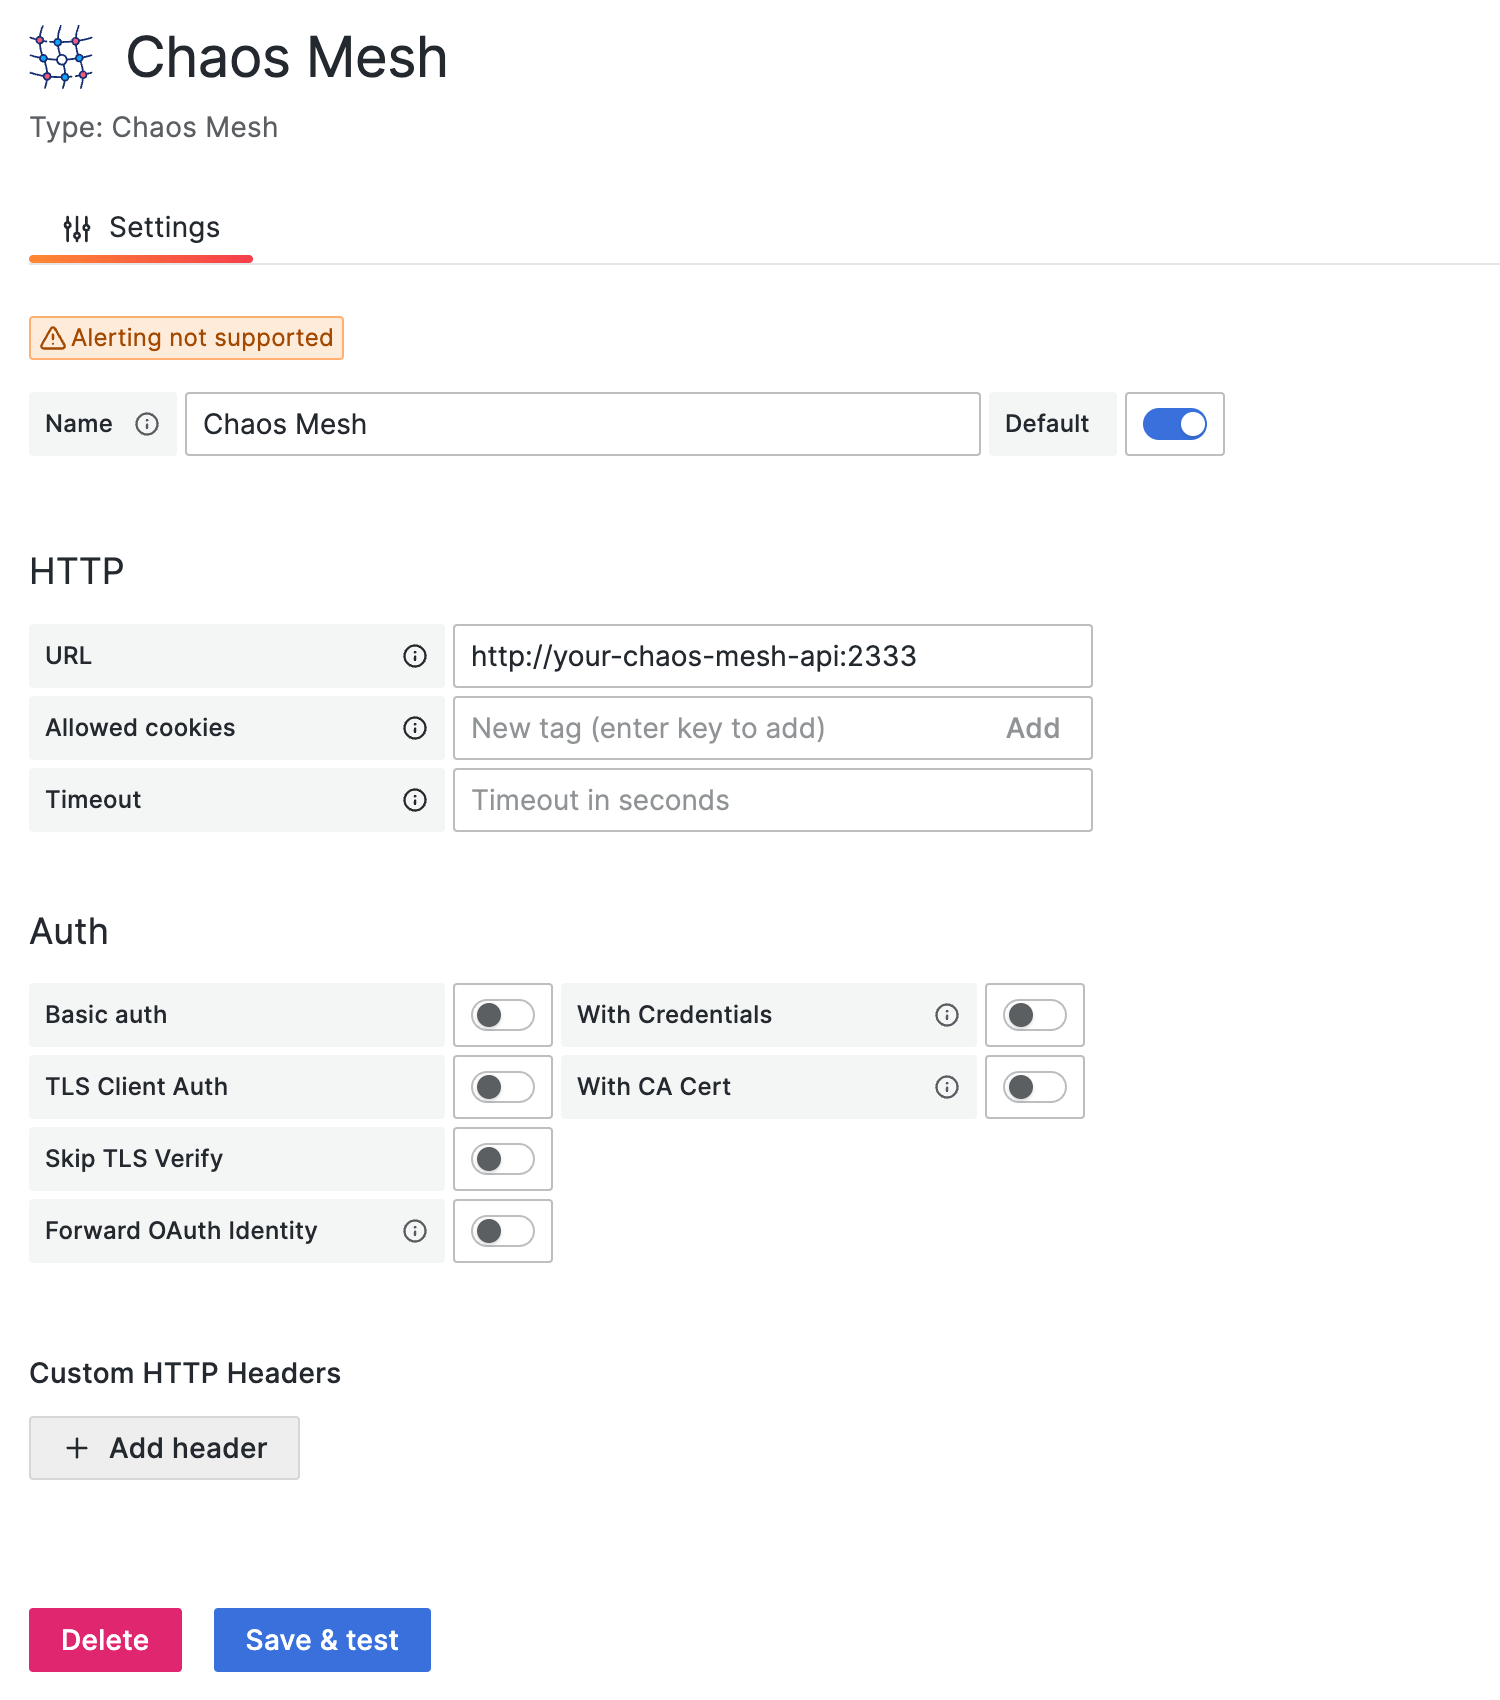 Chaos Mesh
Type: Chaos Mesh
Settings
Alerting not supported
Name Chaos Mesh Default
HTTP
URL http://your-chaos-mesh-api:2333
Allowed cookies New tag (enter key to add) Add
Timeout Timeout in seconds
Auth
Basic auth With Credentials
TLS Client Auth With CA Cert
Skip TLS Verify
Forward OAuth Identity
Custom HTTP Headers
Add header
Delete Save & test